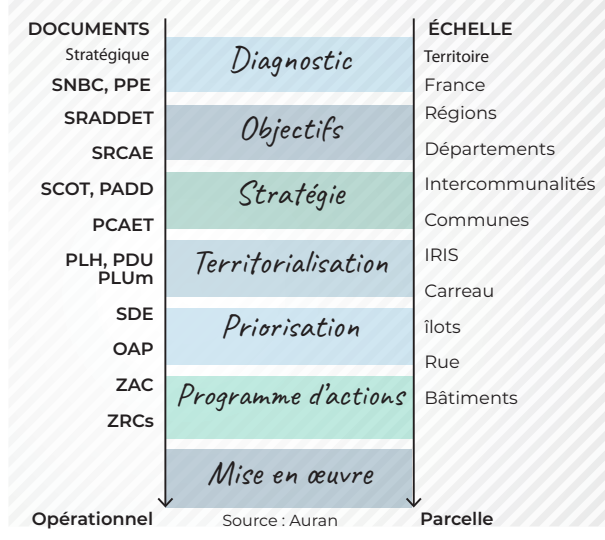 DOCUMENTS
Stratégique
SNBC, PPE
SRADDET
SRCAE
SCOT, PADD
PCAET
PLH, PDU
PLUm
SDE
OAP
ZAC
ZRCs
Opérationnel
Diagnostic
Objectifs
Stratégie
Territorialisation
Priorisation
Programme d'actions
Mise en œuvre
Source : Auran
ÉCHELLE
Territoire
France
Régions
Départements
Intercommunalités
Communes
IRIS
Carreau
îlots
Rue
Bâtiments
Parcelle